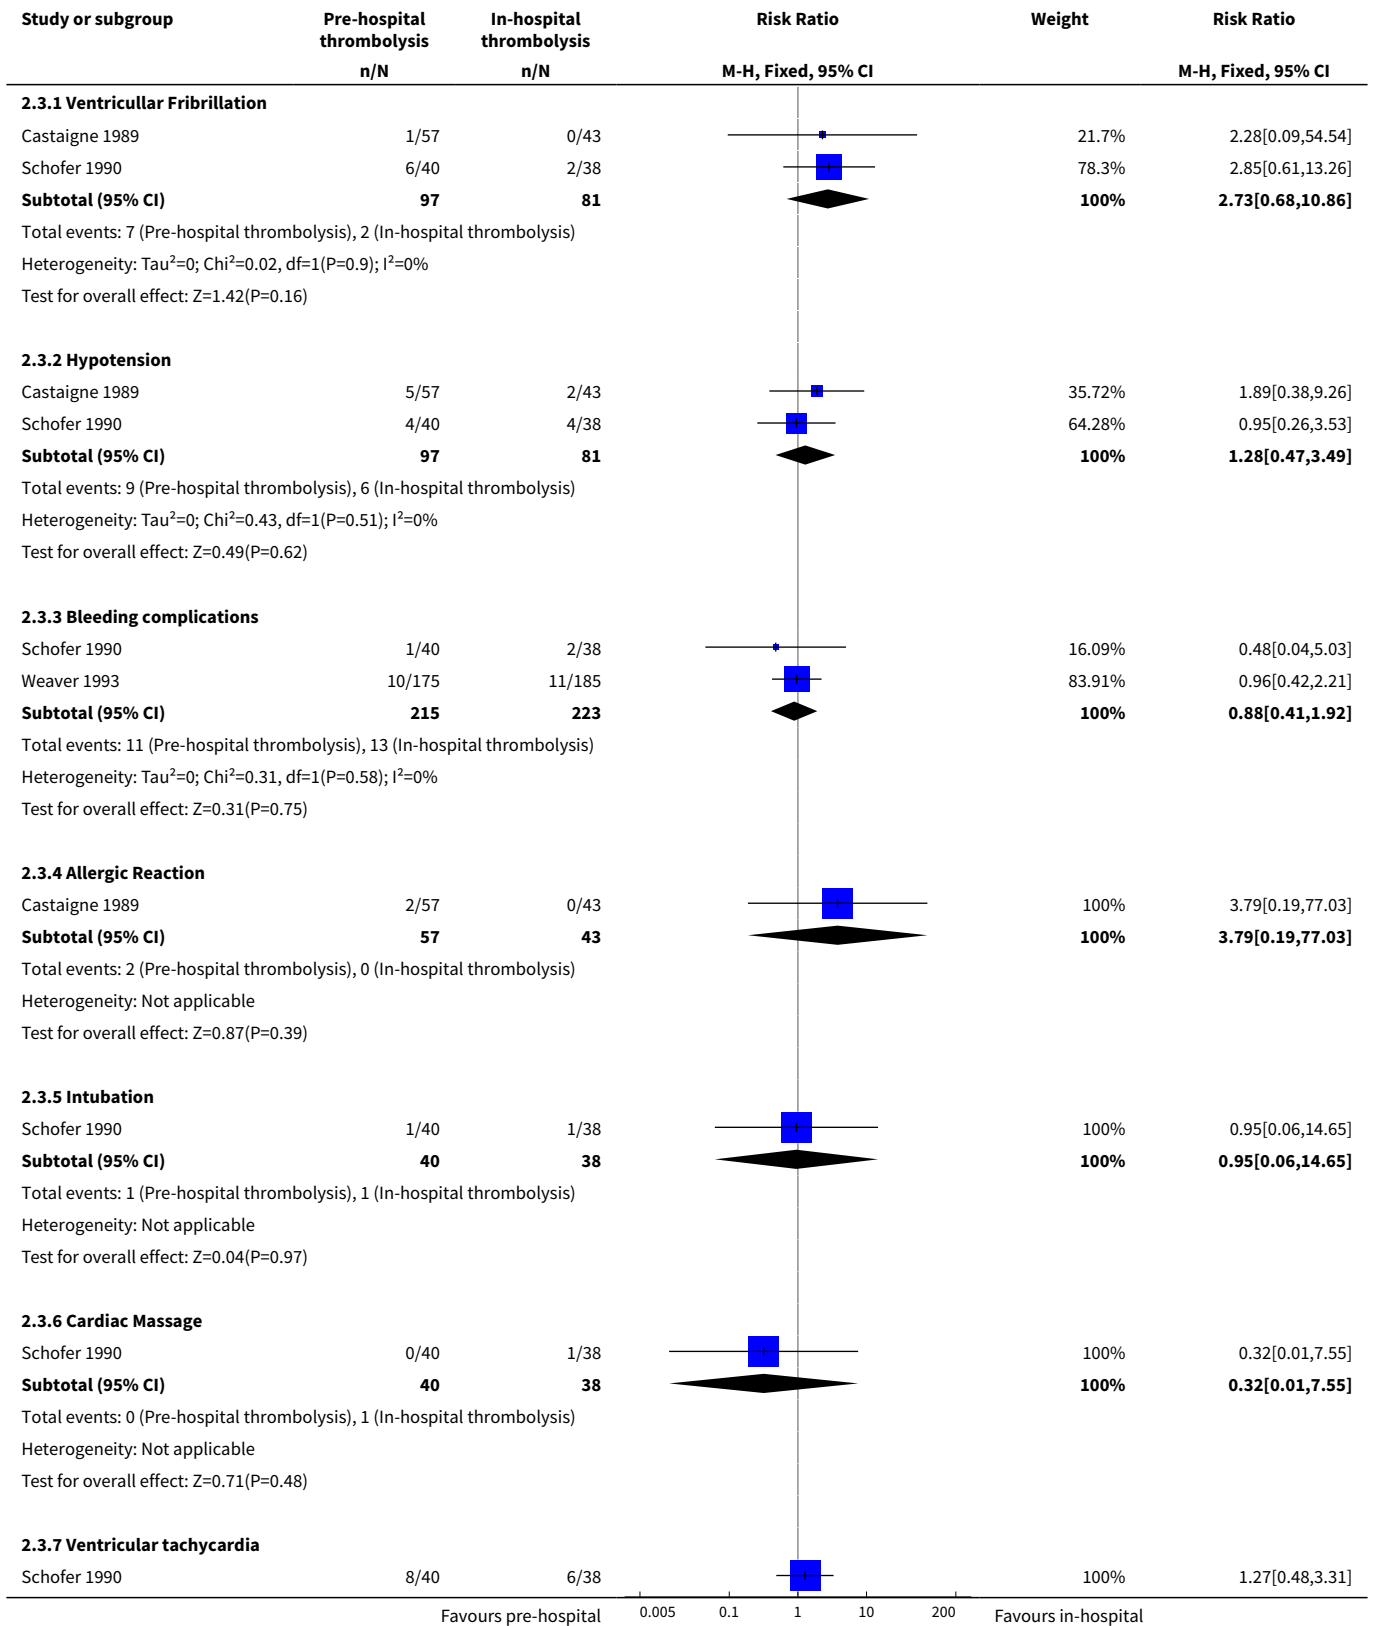 Study or subgroup Pre-hospital thrombolysis In-hospital thrombolysis Risk Ratio Weight Risk Ratio
n/N n/N M-H, Fixed, 95% CI M-H, Fixed, 95% CI
2.3.1 Ventricullar Fribrillation
Castaigne 1989 1/57 0/43 21.7% 2.28[0.09,54.54]
Schofer 1990 6/40 2/38 78.3% 2.85[0.61,13.26]
Subtotal (95% CI) 97 81 100% 2.73[0.68,10.86]
Total events: 7 (Pre-hospital thrombolysis), 2 (In-hospital thrombolysis)
Heterogeneity: Tau²=0; Chi²=0.02, df=1(P=0.9); I²=0%
Test for overall effect: Z=1.42(P=0.16)
2.3.2 Hypotension
Castaigne 1989 5/57 2/43 35.72% 1.89[0.38,9.26]
Schofer 1990 4/40 4/38 64.28% 0.95[0.26,3.53]
Subtotal (95% CI) 97 81 100% 1.28[0.47,3.49]
Total events: 9 (Pre-hospital thrombolysis), 6 (In-hospital thrombolysis)
Heterogeneity: Tau²=0; Chi²=0.43, df=1(P=0.51); I²=0%
Test for overall effect: Z=0.49(P=0.62)
2.3.3 Bleeding complications
Schofer 1990 1/40 2/38 16.09% 0.48[0.04,5.03]
Weaver 1993 10/175 11/185 83.91% 0.96[0.42,2.21]
Subtotal (95% CI) 215 223 100% 0.88[0.41,1.92]
Total events: 11 (Pre-hospital thrombolysis), 13 (In-hospital thrombolysis)
Heterogeneity: Tau²=0; Chi²=0.31, df=1(P=0.58); I²=0%
Test for overall effect: Z=0.31(P=0.75)
2.3.4 Allergic Reaction
Castaigne 1989 2/57 0/43 100% 3.79[0.19,77.03]
Subtotal (95% CI) 57 43 100% 3.79[0.19,77.03]
Total events: 2 (Pre-hospital thrombolysis), 0 (In-hospital thrombolysis)
Heterogeneity: Not applicable
Test for overall effect: Z=0.87(P=0.39)
2.3.5 Intubation
Schofer 1990 1/40 1/38 100% 0.95[0.06,14.65]
Subtotal (95% CI) 40 38 100% 0.95[0.06,14.65]
Total events: 1 (Pre-hospital thrombolysis), 1 (In-hospital thrombolysis)
Heterogeneity: Not applicable
Test for overall effect: Z=0.04(P=0.97)
2.3.6 Cardiac Massage
Schofer 1990 0/40 1/38 100% 0.32[0.01,7.55]
Subtotal (95% CI) 40 38 100% 0.32[0.01,7.55]
Total events: 0 (Pre-hospital thrombolysis), 1 (In-hospital thrombolysis)
Heterogeneity: Not applicable
Test for overall effect: Z=0.71(P=0.48)
2.3.7 Ventricular tachycardia
Schofer 1990 8/40 6/38 100% 1.27[0.48,3.31]
Favours pre-hospital 0.005 0.1 1 10 200 Favours in-hospital